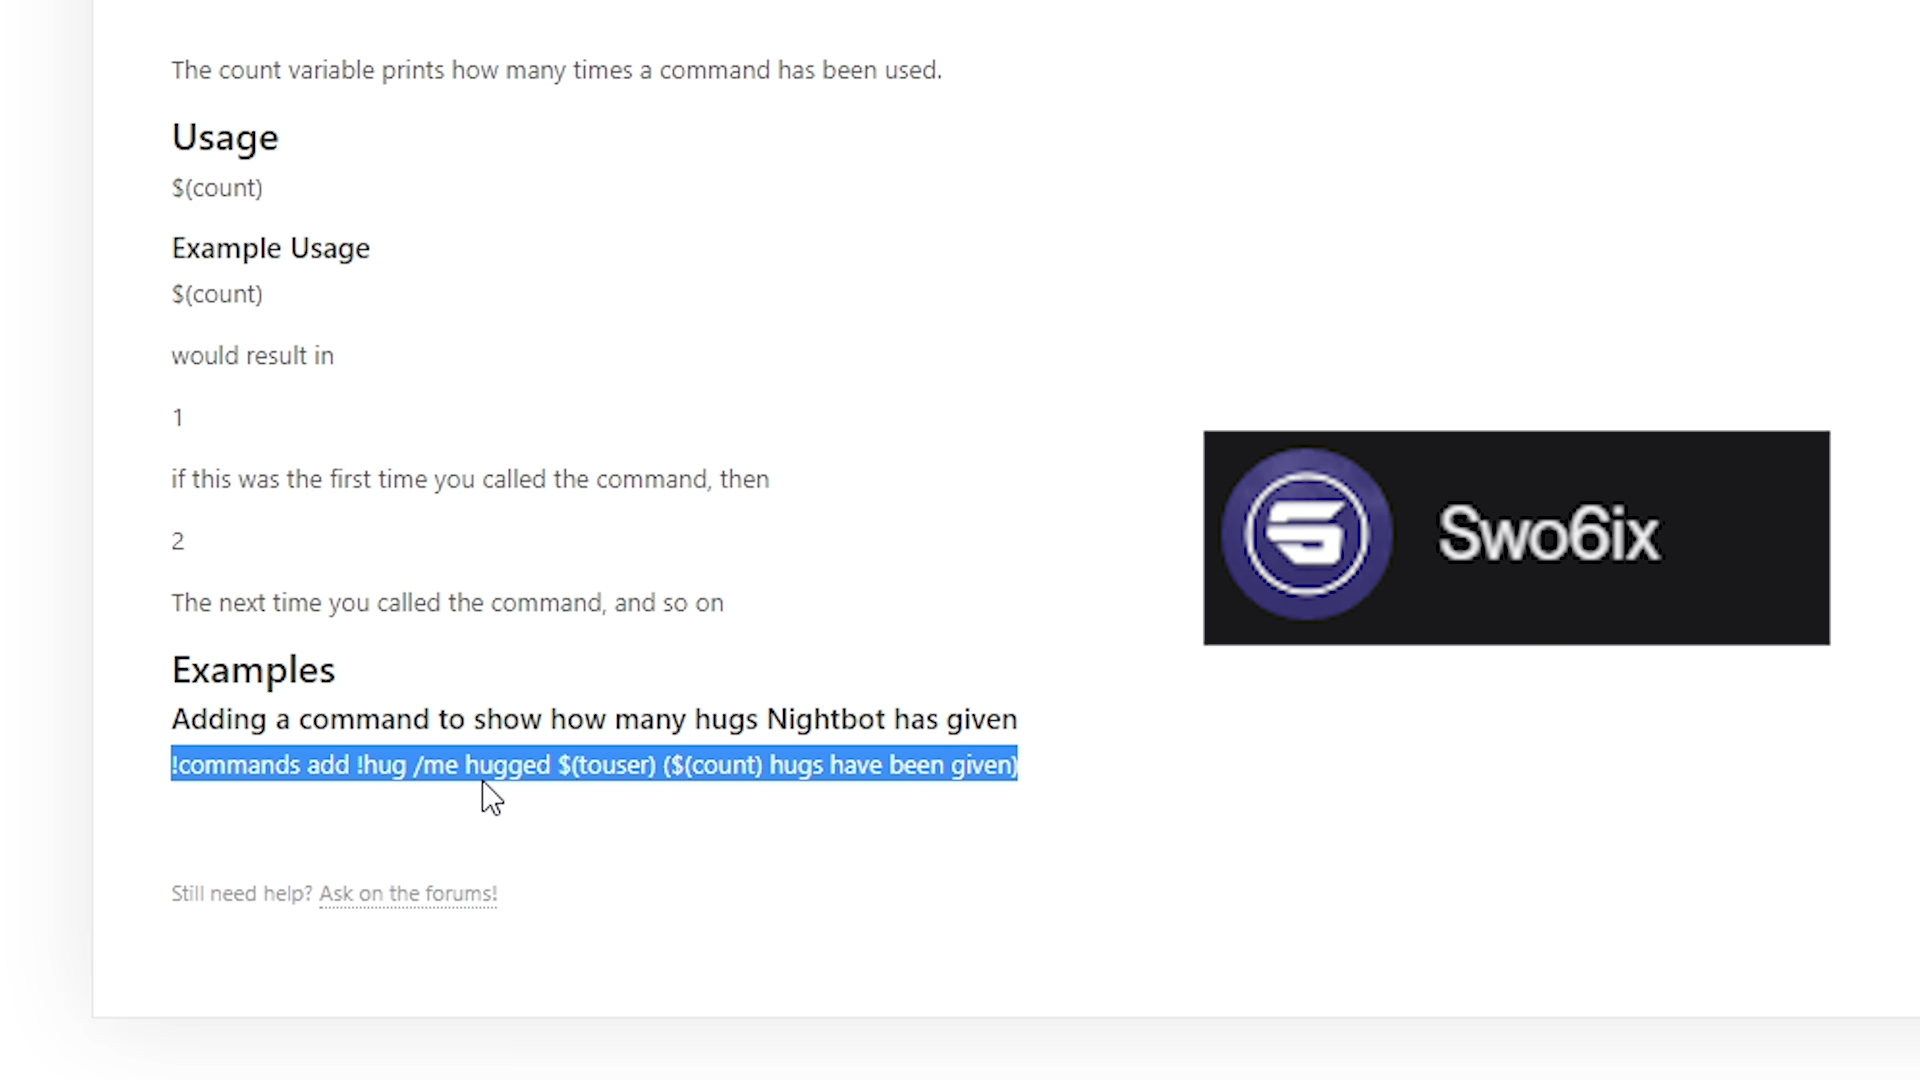 The count variable prints how many times a command has been used.
Usage
$(count)
Example Usage
$(count)
would result in
1
if this was the first time you called the command, then
2
The next time you called the command, and so on
Swo6ix
Examples
Adding a command to show how many hugs Nightbot has given
!commands add !hug /me hugged $(touser) ($(count) hugs have been given)
Still need help? Ask on the forums!